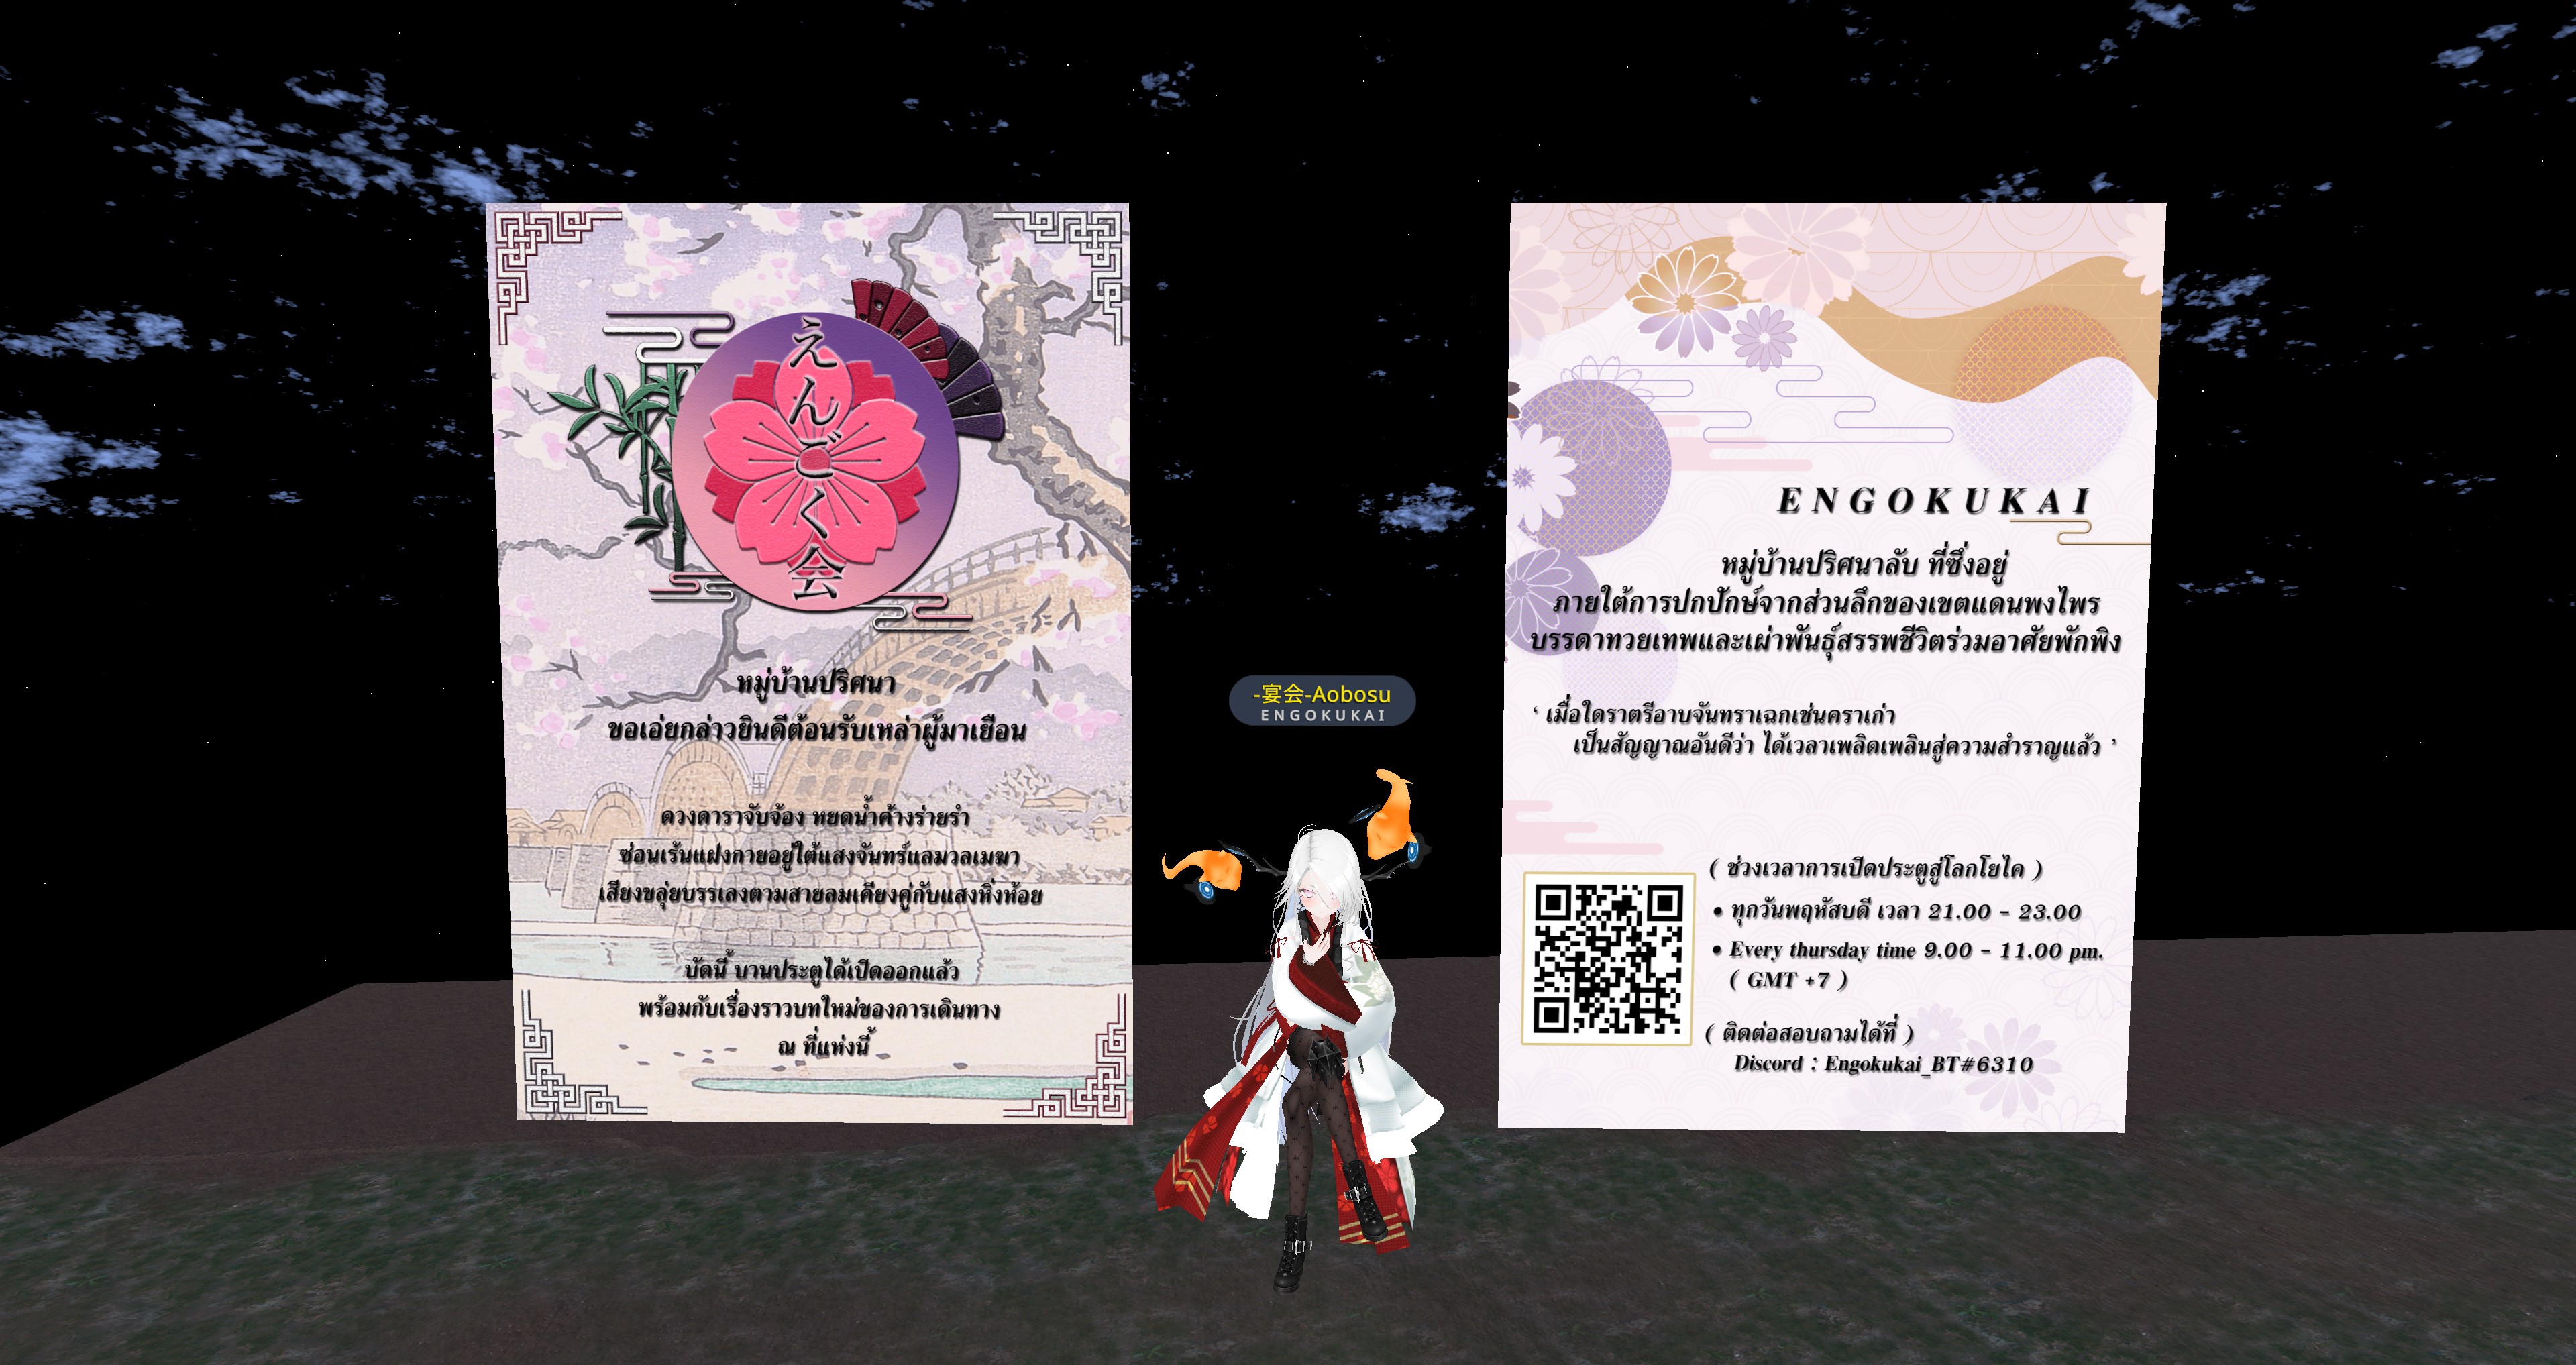 えんごく会
หมู่บ้านปริศนา
ขอเอ่ยกล่าวยินดีต้อนรับเหล่าผู้มาเยือน
ดวงดาราจับจ้อง หยดน้ำค้างร่ายรำ
ซ่อนเร้นแฝงกายอยู่ใต้แสงจันทร์แลมวลเมฆา
เสียงขลุ่ยบรรเลงตามสายลมเคียงคู่กับแสงหิ่งห้อย
บัดนี้ บานประตูได้เปิดออกแล้ว
พร้อมกับเรื่องราวบทใหม่ของการเดินทาง
ณ ที่แห่งนี้
-宴会-Aobosu
ENGOKUKAI
ENGOKUKAI
หมู่บ้านปริศนาลับ ที่ซึ่งอยู่
ภายใต้การปกปักษ์จากส่วนลึกของเขตแดนพงไพร
บรรดาทวยเทพและเผ่าพันธุ์สรรพชีวิตร่วมอาศัยพักพิง
‘ เมื่อใดราตรีอาบจันทราเฉกเช่นคราเก่า
เป็นสัญญาณอันดีว่า ได้เวลาเพลิดเพลินสู่ความสำราญแล้ว ’
( ช่วงเวลาการเปิดประตูสู่โลกโยไค )
• ทุกวันพฤหัสบดี เวลา 21.00 - 23.00
• Every thursday time 9.00 - 11.00 pm.
( GMT +7 )
( ติดต่อสอบถามได้ที่ )
Discord : Engokukai_BT#6310